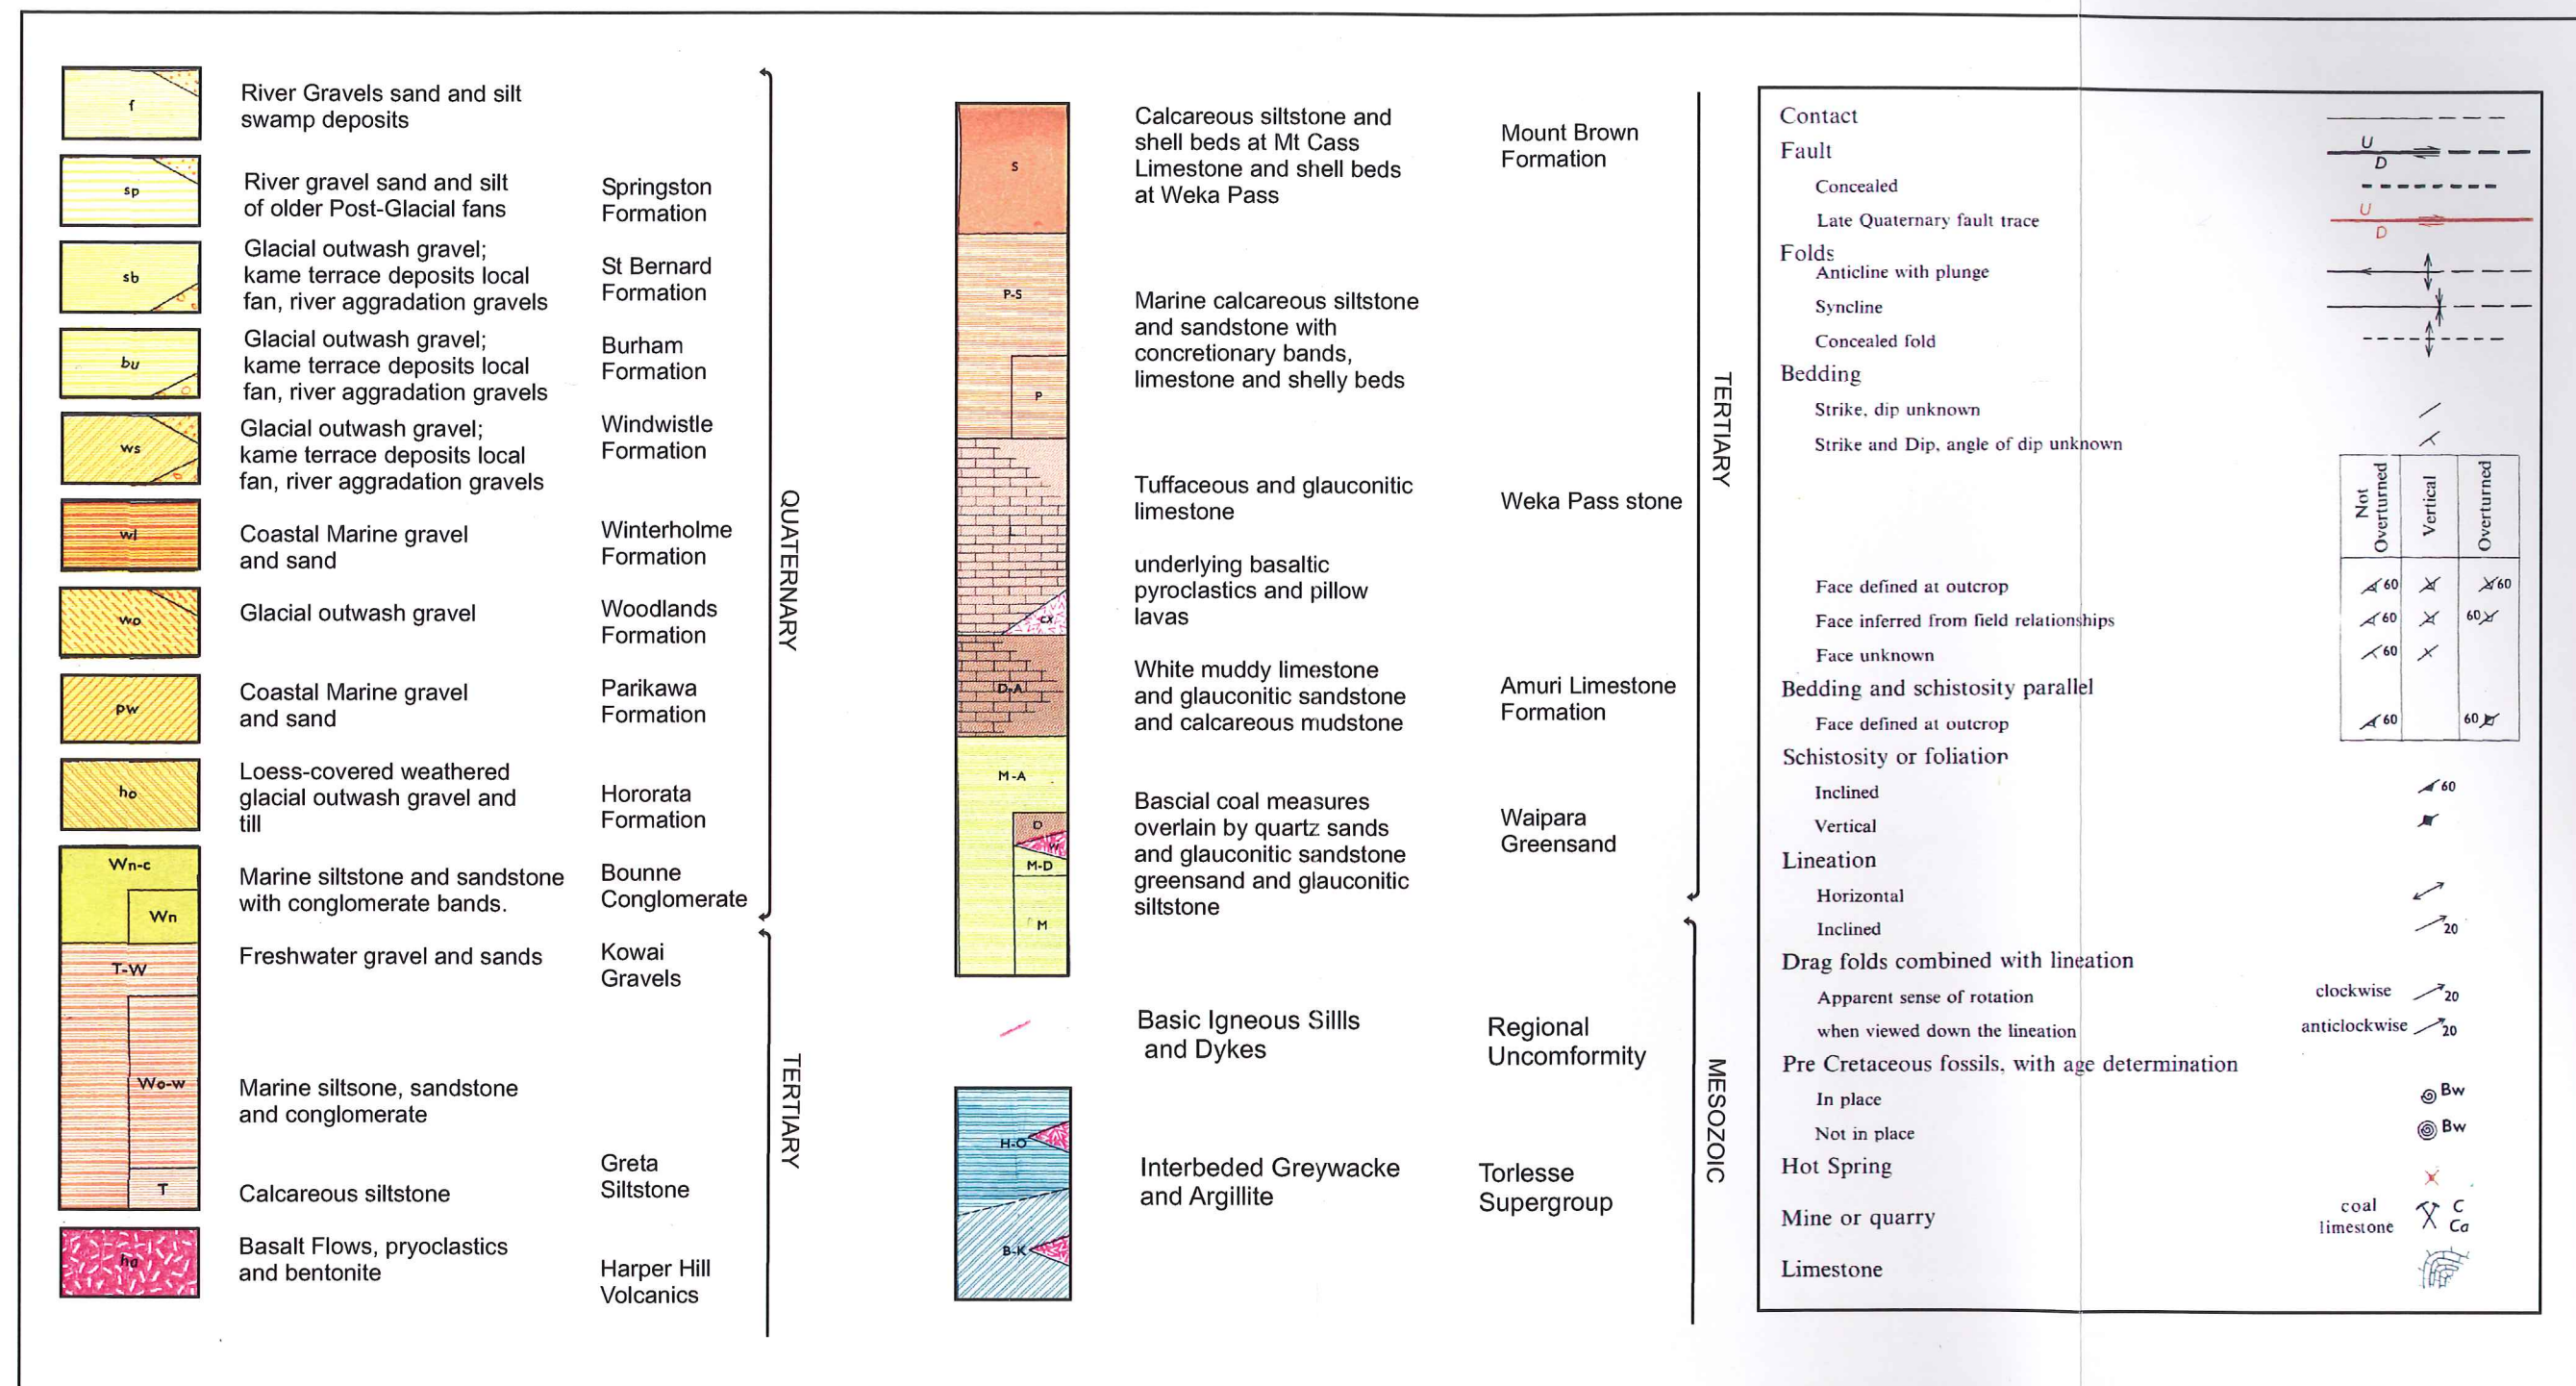 f
River Gravels sand and silt
swamp deposits
sp
River gravel sand and silt
of older Post-Glacial fans
Springston
Formation
sb
Glacial outwash gravel;
kame terrace deposits local
fan, river aggradation gravels
St Bernard
Formation
bu
Glacial outwash gravel;
kame terrace deposits local
fan, river aggradation gravels
Burham
Formation
ws
Glacial outwash gravel;
kame terrace deposits local
fan, river aggradation gravels
Windwistle
Formation
wi
Coastal Marine gravel
and sand
Winterholme
Formation
wo
Glacial outwash gravel
Woodlands
Formation
pw
Coastal Marine gravel
and sand
Parikawa
Formation
ho
Loess-covered weathered
glacial outwash gravel and
till
Hororata
Formation
Wn-c
Wn
Marine siltstone and sandstone
with conglomerate bands.
Bounne
Conglomerate
QUATERNARY
T-W
Freshwater gravel and sands
Kowai
Gravels
Wo-w
Marine siltsone, sandstone
and conglomerate
T
Calcareous siltstone
Greta
Siltstone
ha
Basalt Flows, pryoclastics
and bentonite
Harper Hill
Volcanics
TERTIARY
S
Calcareous siltstone and
shell beds at Mt Cass
Limestone and shell beds
at Weka Pass
Mount Brown
Formation
P-S
P
Marine calcareous siltstone
and sandstone with
concretionary bands,
limestone and shelly beds
L
Tuffaceous and glauconitic
limestone
Weka Pass stone
cx
underlying basaltic
pyroclastics and pillow
lavas
D-A
White muddy limestone
and glauconitic sandstone
and calcareous mudstone
Amuri Limestone
Formation
M-A
D
W
M-D
M
Bascial coal measures
overlain by quartz sands
and glauconitic sandstone
greensand and glauconitic
siltstone
Waipara
Greensand
TERTIARY
Basic Igneous Sillls
and Dykes
Regional
Uncomformity
H-O
B-K
Interbeded Greywacke
and Argillite
Torlesse
Supergroup
MESOZOIC
Contact
Fault
U
D
Concealed
Late Quaternary fault trace
U
D
Folds
Anticline with plunge
Syncline
Concealed fold
Bedding
Strike, dip unknown
Strike and Dip, angle of dip unknown
Not
Overturned
Vertical
Overturned
Face defined at outcrop 60 60
Face inferred from field relationships 60 60
Face unknown 60
Bedding and schistosity parallel
Face defined at outcrop 60 60
Schistosity or foliation
Inclined 60
Vertical
Lineation
Horizontal
Inclined 20
Drag folds combined with lineation
Apparent sense of rotation clockwise 20
when viewed down the lineation anticlockwise 20
Pre Cretaceous fossils, with age determination
In place Bw
Not in place Bw
Hot Spring
Mine or quarry
coal C
limestone Ca
Limestone